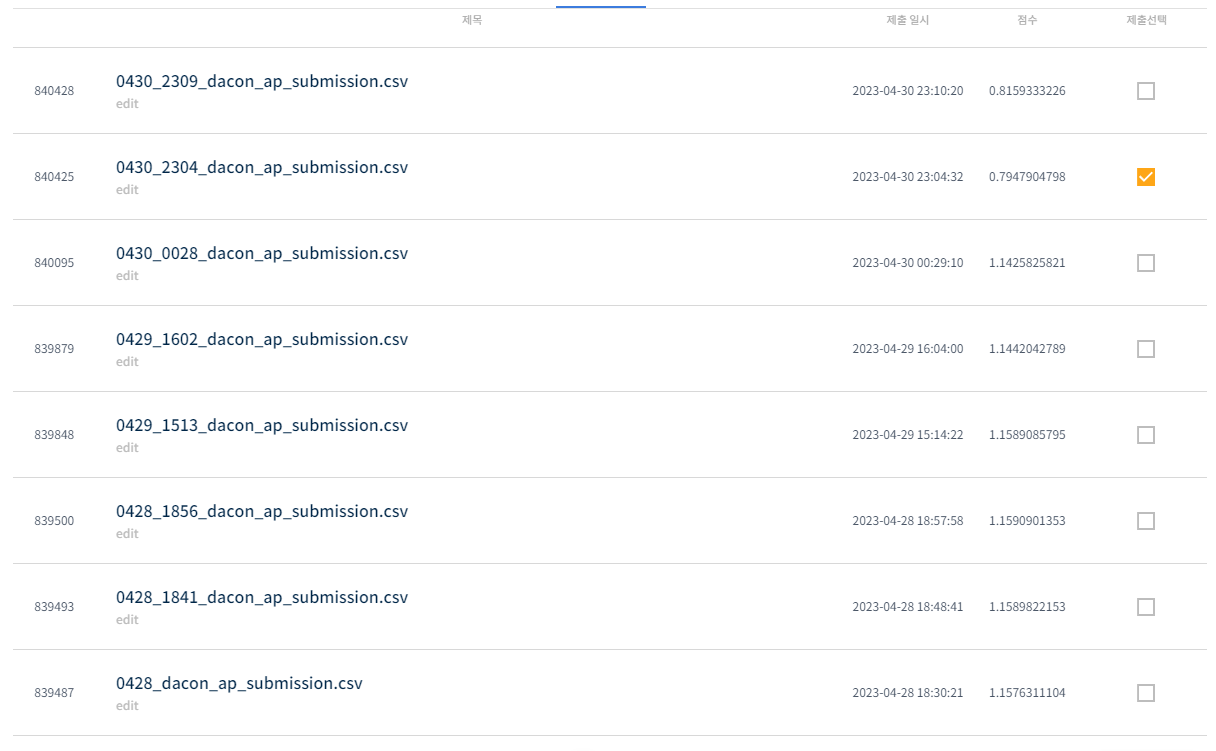 제목 제출 일시 점수 제출선택
840428 0430_2309_dacon_ap_submission.csv 2023-04-30 23:10:20 0.8159333226
edit
840425 0430_2304_dacon_ap_submission.csv 2023-04-30 23:04:32 0.7947904798
edit
840095 0430_0028_dacon_ap_submission.csv 2023-04-30 00:29:10 1.1425825821
edit
839879 0429_1602_dacon_ap_submission.csv 2023-04-29 16:04:00 1.1442042789
edit
839848 0429_1513_dacon_ap_submission.csv 2023-04-29 15:14:22 1.1589085795
edit
839500 0428_1856_dacon_ap_submission.csv 2023-04-28 18:57:58 1.1590901353
edit
839493 0428_1841_dacon_ap_submission.csv 2023-04-28 18:48:41 1.1589822153
edit
839487 0428_dacon_ap_submission.csv 2023-04-28 18:30:21 1.1576311104
edit